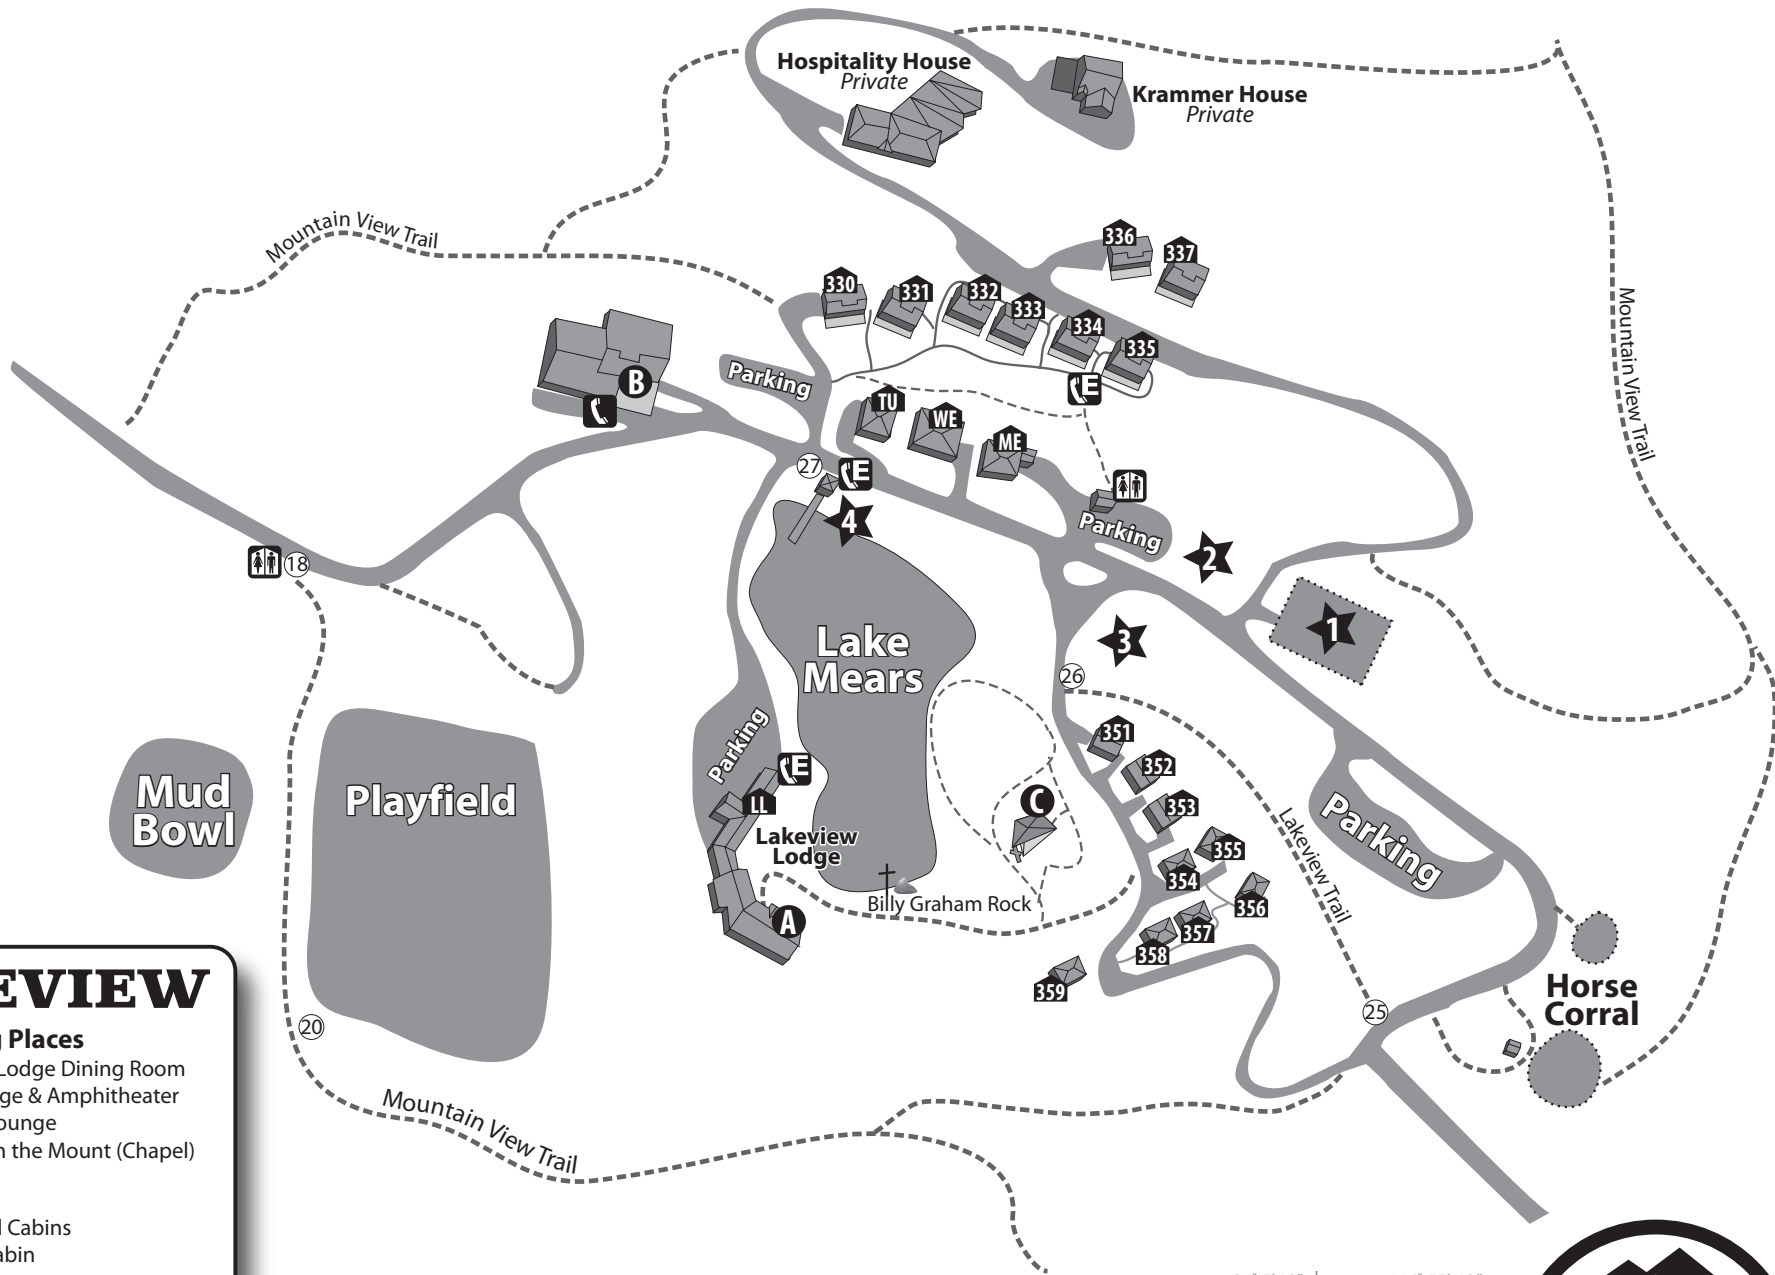 Hospitality House
Private
Krammer House
Private
Mountain View Trail
336
337
330
331
332
333
334
335
Mountain View Trail
B
Parking
E
TU
WE
ME
27
E
4
Parking
2
18
1
Lake
Mears
3
26
Parking
351
352
353
355
354
356
357
358
359
E
LL
Lakeview
Lodge
C
Mud
Bowl
Playfield
Lakeview Trail
Parking
A
Billy Graham Rock
Horse
Corral
25
20
Mountain View Trail
EVIEW
Places
Lodge Dining Room
ge & Amphitheater
ounge
n the Mount (Chapel)
Cabins
abin